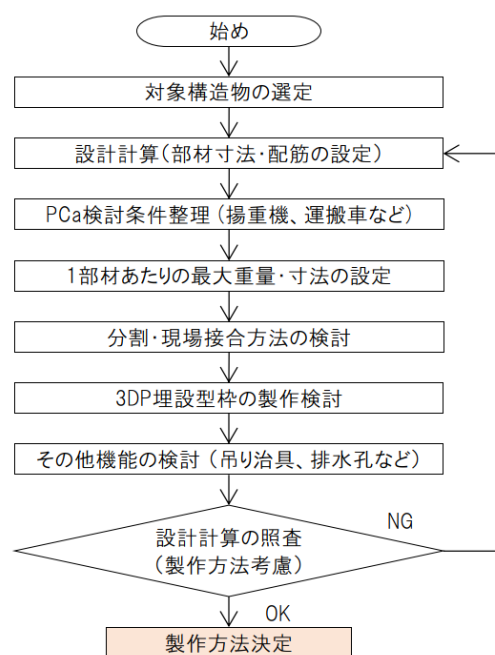 始め
対象構造物の選定
設計計算（部材寸法・配筋の設定）
PCa検討条件整理（揚重機、運搬車など）
1部材あたりの最大重量・寸法の設定
分割・現場接合方法の検討
3DP埋設型枠の製作検討
その他機能の検討（吊り治具、排水孔など）
設計計算の照査
（製作方法考慮）
NG
OK
製作方法決定